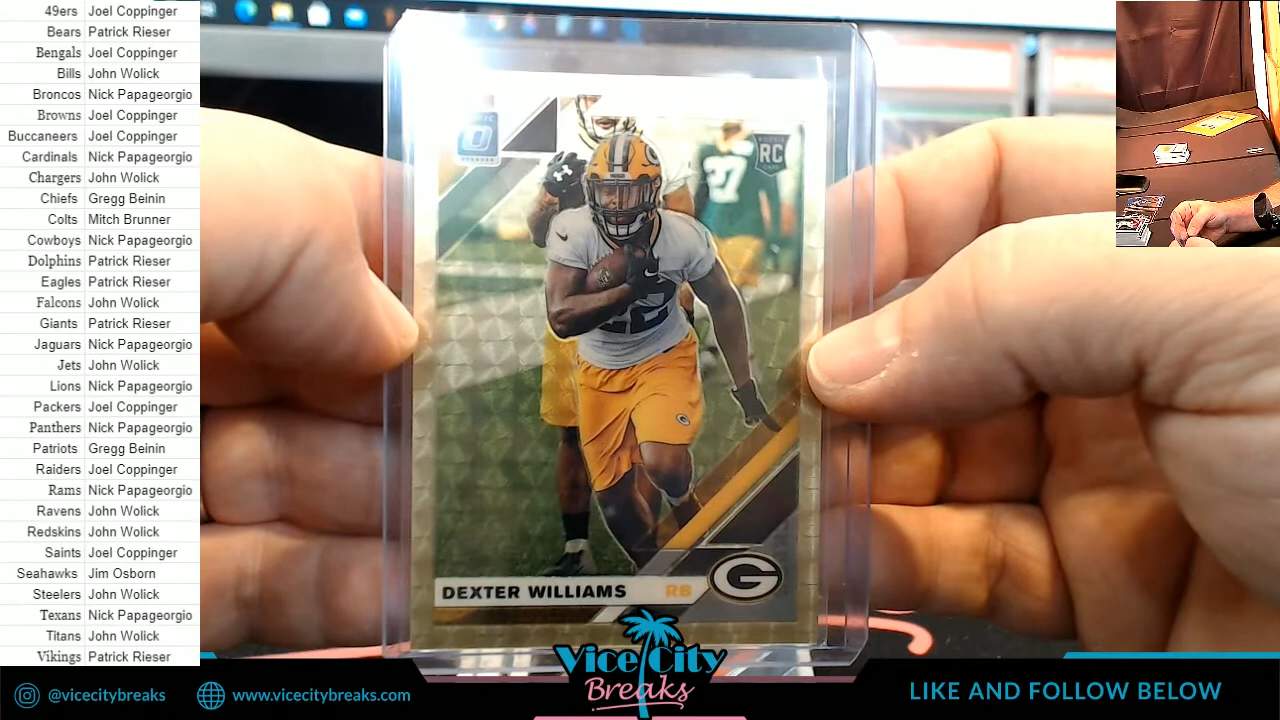 49ers Joel Coppinger
Bears Patrick Rieser
Bengals Joel Coppinger
Bills John Wolick
Broncos Nick Papageorgio
Browns Joel Coppinger
Buccaneers Joel Coppinger
Cardinals Nick Papageorgio
Chargers John Wolick
Chiefs Gregg Beinin
Colts Mitch Brunner
Cowboys Nick Papageorgio
Dolphins Patrick Rieser
Eagles Patrick Rieser
Falcons John Wolick
Giants Patrick Rieser
Jaguars Nick Papageorgio
Jets John Wolick
Lions Nick Papageorgio
Packers Joel Coppinger
Panthers Nick Papageorgio
Patriots Gregg Beinin
Raiders Joel Coppinger
Rams Nick Papageorgio
Ravens John Wolick
Redskins John Wolick
Saints Joel Coppinger
Seahawks Jim Osborn
Steelers John Wolick
Texans Nick Papageorgio
Titans John Wolick
Vikings Patrick Rieser
RC
27
22
G
DEXTER WILLIAMS RB
Vice City
Breaks
@vicecitybreaks
www.vicecitybreaks.com
LIKE AND FOLLOW BELOW